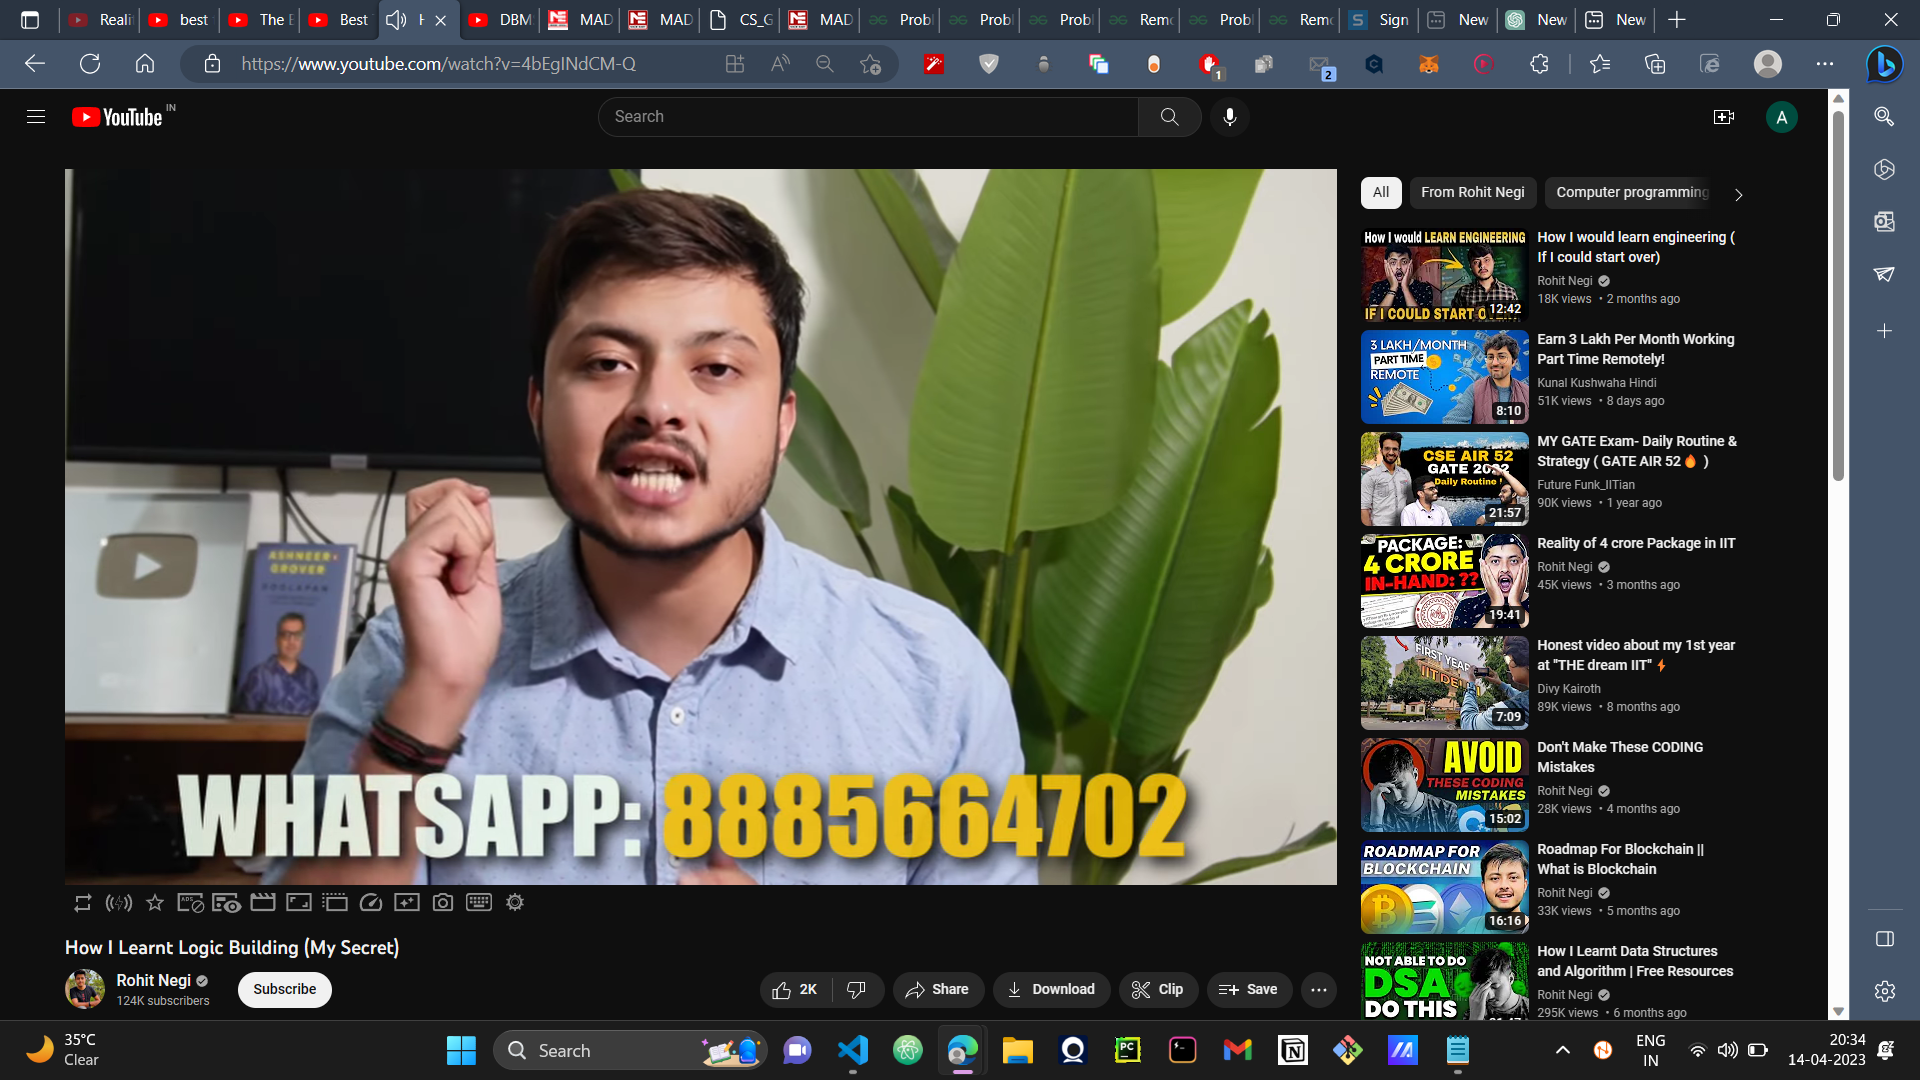 Reali
best
The E
Best
H
DBM
MAD
MAD
CS_G
MAD
Probl
Probl
Probl
Remo
Probl
Remo
Sign
New
New
New
https://www.youtube.com/watch?v=4bEgINdCM-Q
1
2
YouTube IN
Search
A
WHATSAPP: 8885664702
ASHNEER GROVER
DOGLAPAN
How I Learnt Logic Building (My Secret)
Rohit Negi
124K subscribers
Subscribe
2K
Share
Download
Clip
Save
All
From Rohit Negi
Computer programming
How I would LEARN ENGINEERING
IF I COULD START O
12:42
How I would learn engineering (
If I could start over)
Rohit Negi
18K views • 2 months ago
3 LAKH/MONTH
PART TIME
REMOTE
8:10
Earn 3 Lakh Per Month Working
Part Time Remotely!
Kunal Kushwaha Hindi
51K views • 8 days ago
CSE AIR 52
GATE 2022
Daily Routine !
21:57
MY GATE Exam- Daily Routine &
Strategy ( GATE AIR 52🔥 )
Future Funk_IITian
90K views • 1 year ago
PACKAGE:
4 CRORE
IN-HAND: ??
19:41
Reality of 4 crore Package in IIT
Rohit Negi
45K views • 3 months ago
FIRST YEAR
IIT DELHI
7:09
Honest video about my 1st year
at "THE dream IIT"⚡
Divy Kairoth
89K views • 8 months ago
AVOID
THESE CODING
MISTAKES
15:02
Don't Make These CODING
Mistakes
Rohit Negi
28K views • 4 months ago
ROADMAP FOR
BLOCKCHAIN
16:16
Roadmap For Blockchain ||
What is Blockchain
Rohit Negi
33K views • 5 months ago
NOT ABLE TO DO
DSA
DO THIS
How I Learnt Data Structures
and Algorithm | Free Resources
Rohit Negi
295K views • 6 months ago
35°C
Clear
Search
PC
ENG
IN
20:34
14-04-2023